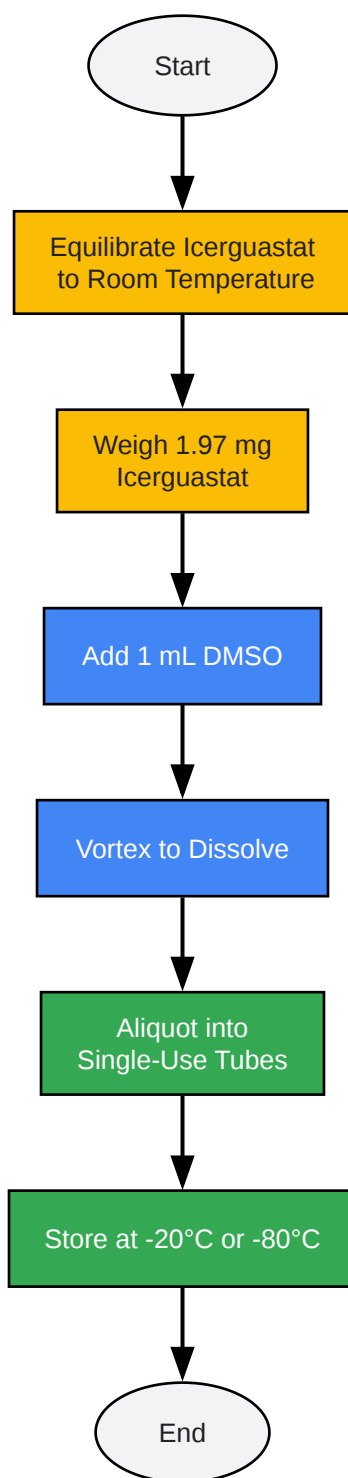 Start
Equilibrate Icerguastat
to Room Temperature
Weigh 1.97 mg
Icerguastat
Add 1 mL DMSO
Vortex to Dissolve
Aliquot into
Single-Use Tubes
Store at -20°C or -80°C
End